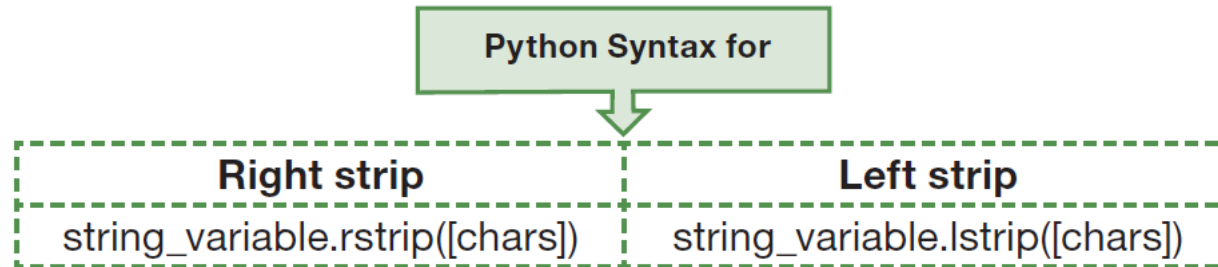 Python Syntax for
Right strip
Left strip
string_variable.rstrip([chars])
string_variable.lstrip([chars])